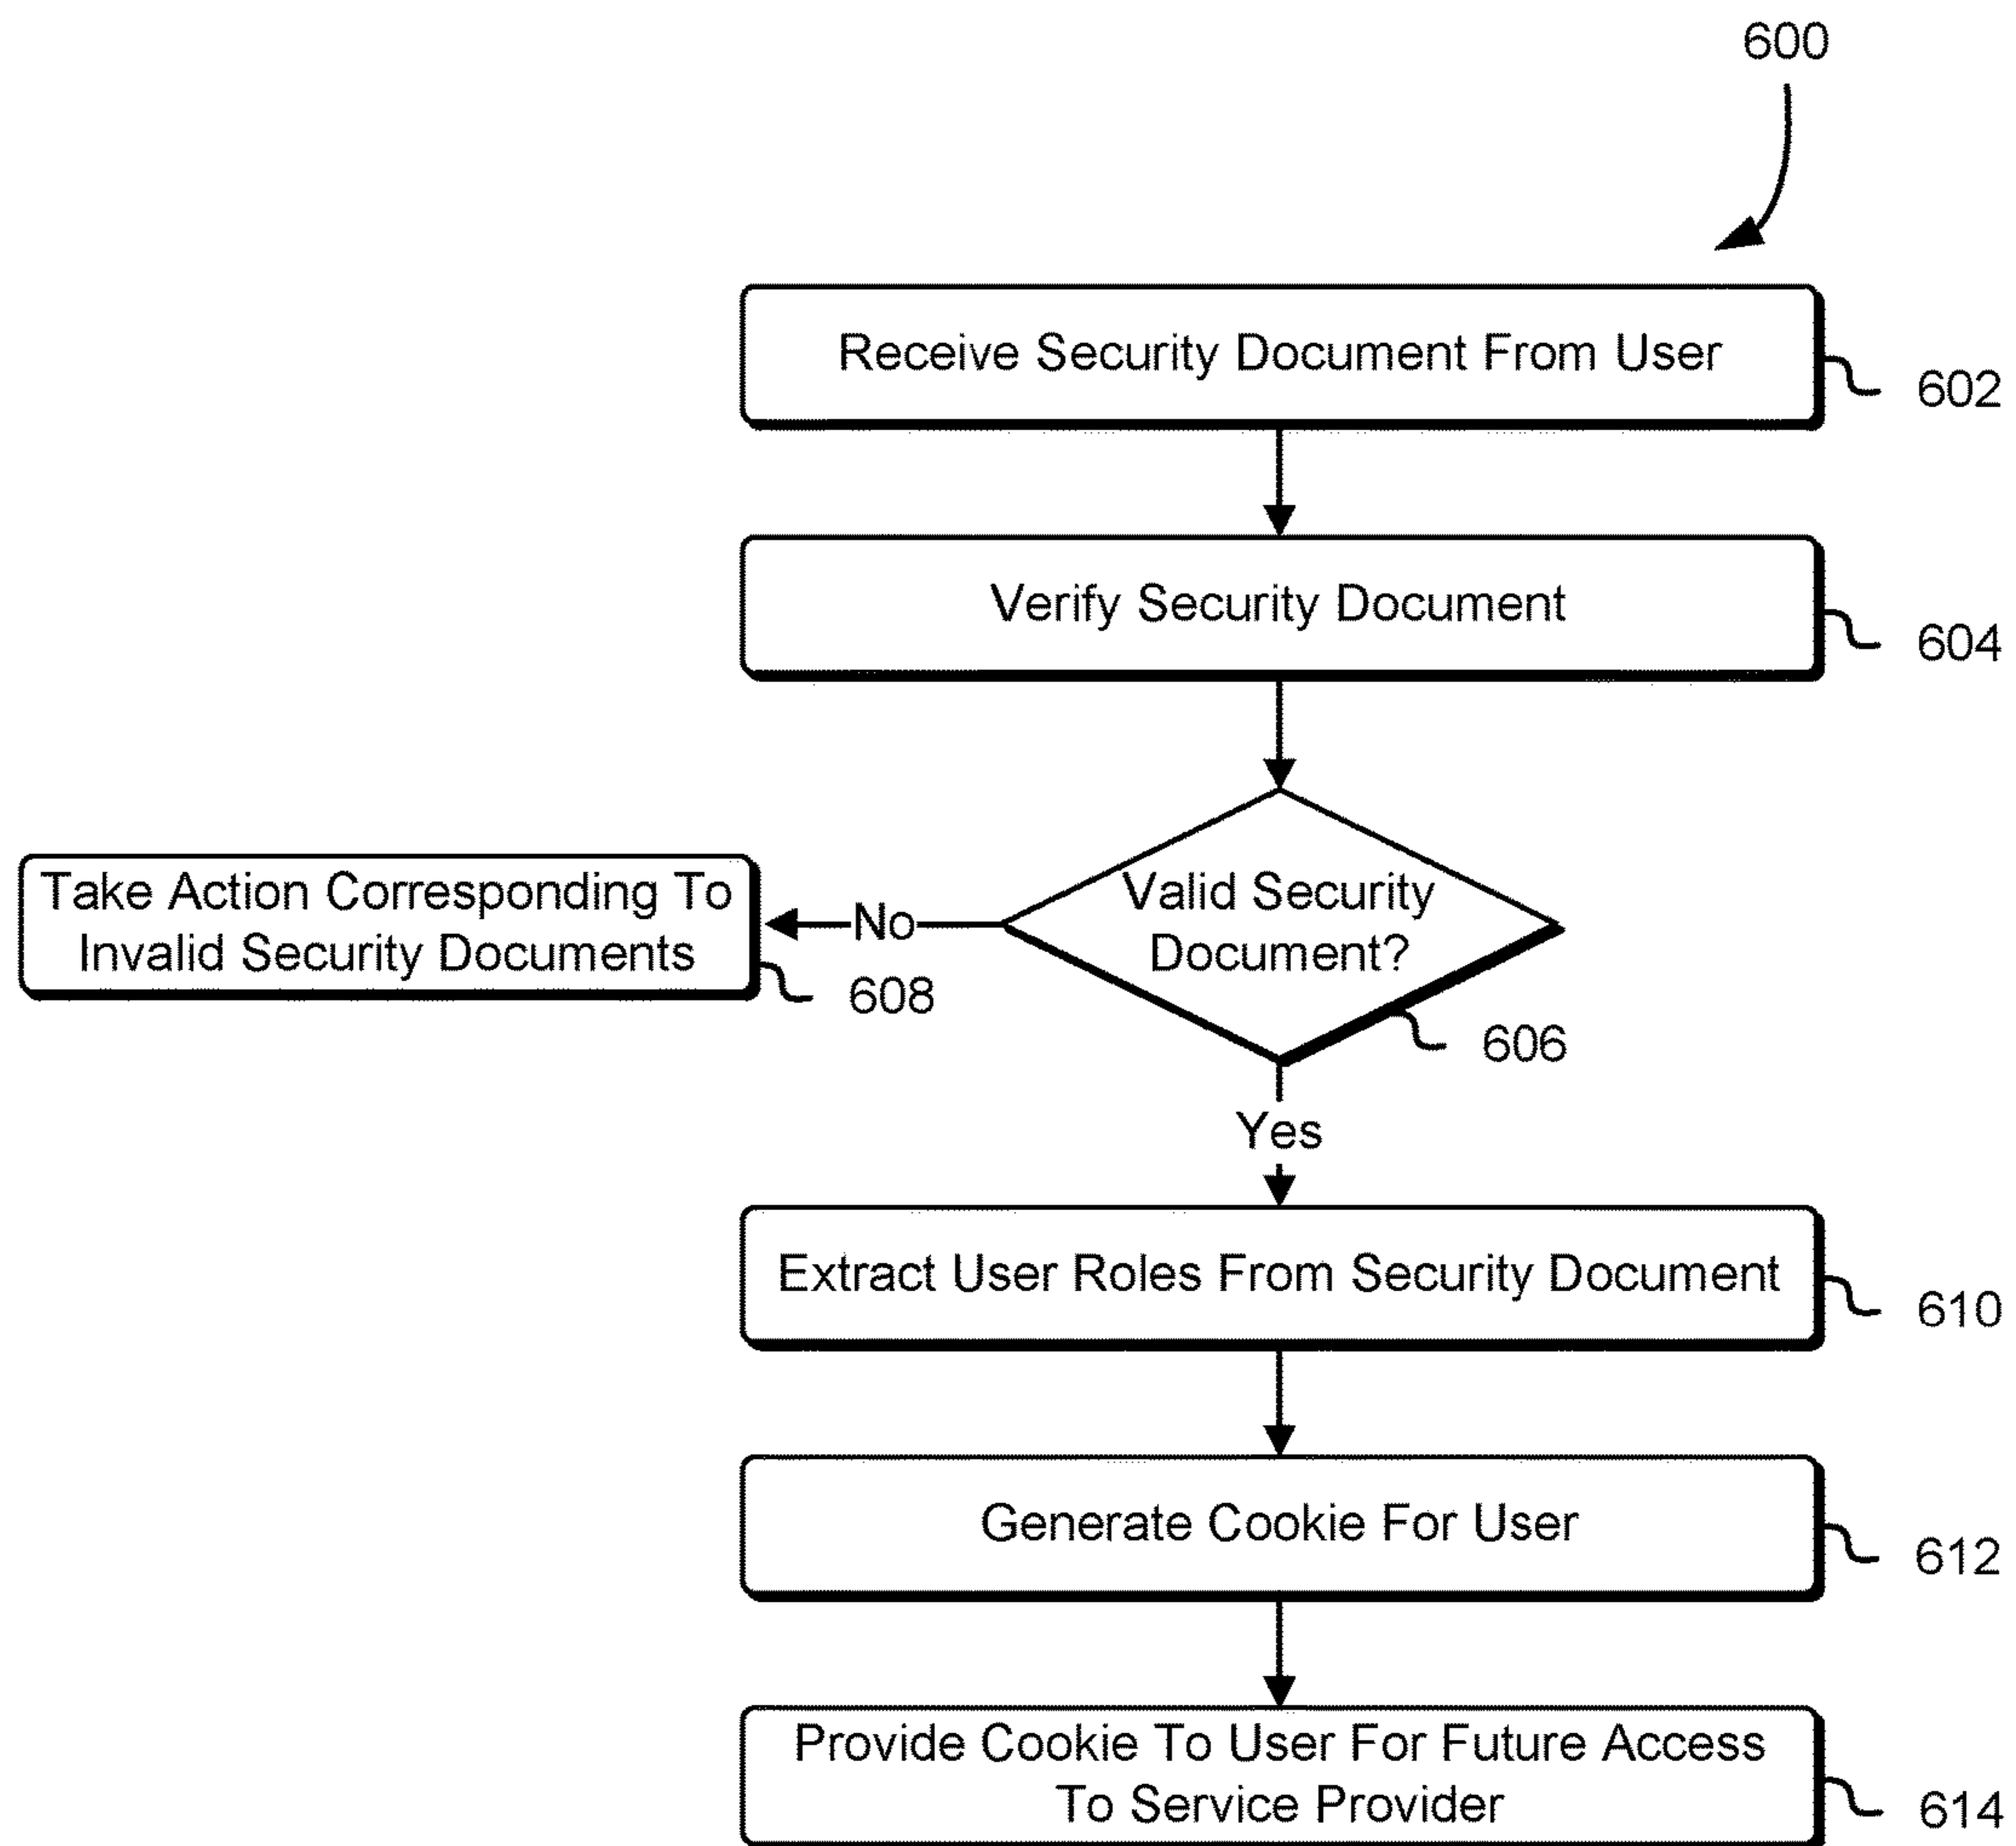 600
Receive Security Document From User
602
Verify Security Document
604
Valid Security
Document?
606
No
Take Action Corresponding To
Invalid Security Documents
608
Yes
Extract User Roles From Security Document
610
Generate Cookie For User
612
Provide Cookie To User For Future Access
To Service Provider
614